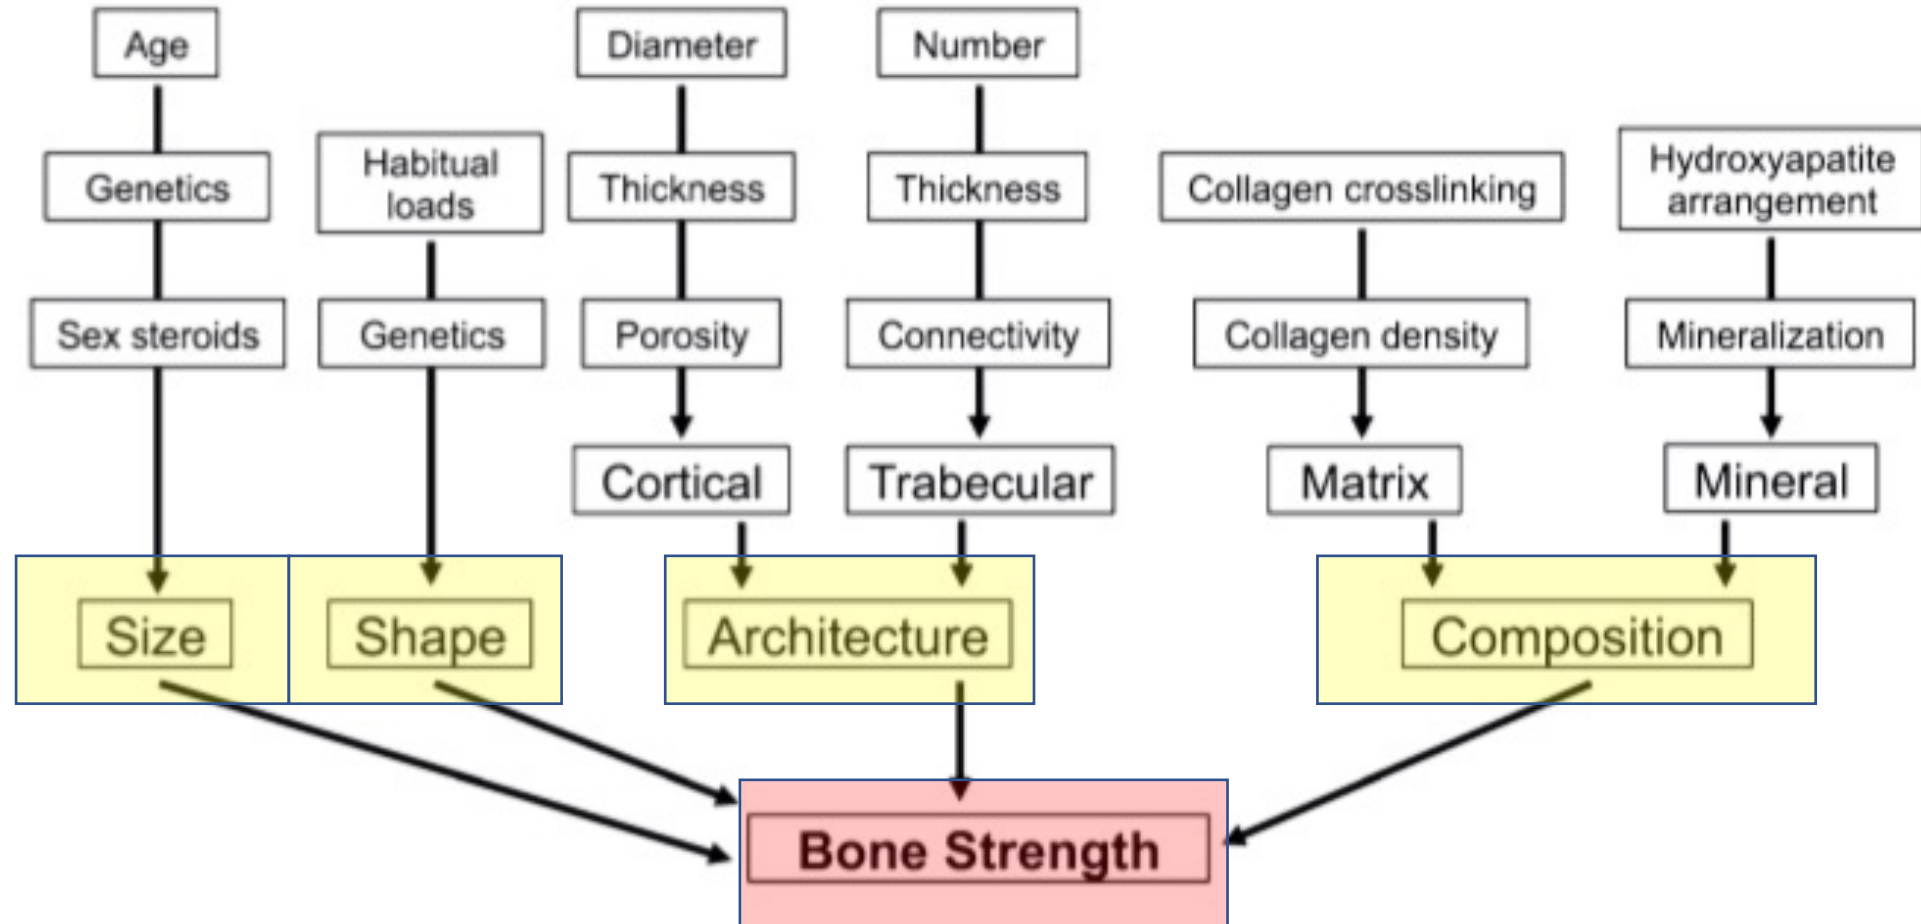 Age
Diameter
Number
Genetics
Habitual
loads
Thickness
Thickness
Collagen crosslinking
Hydroxyapatite
arrangement
Sex steroids
Genetics
Porosity
Connectivity
Collagen density
Mineralization
Cortical
Trabecular
Matrix
Mineral
Size
Shape
Architecture
Composition
Bone Strength